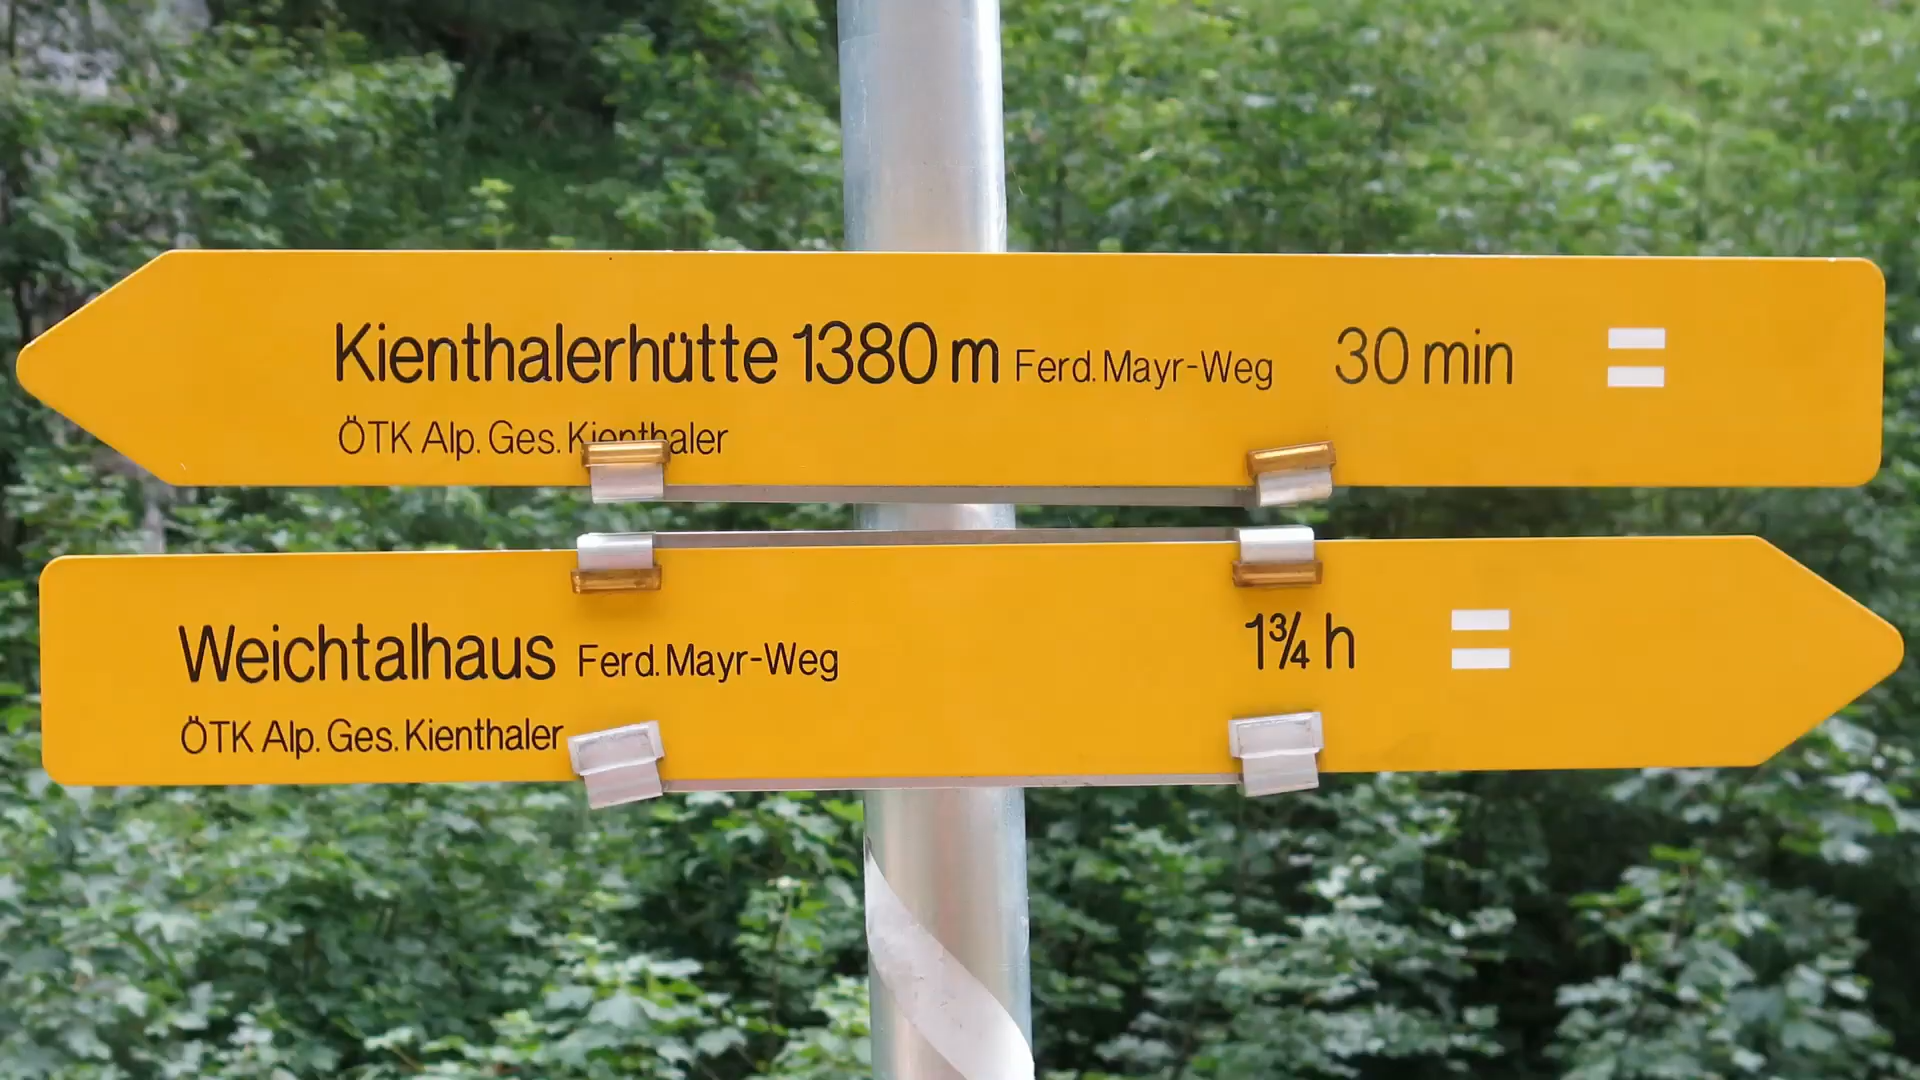 Kienthalerhütte 1380 m Ferd. Mayr-Weg 30 min
ÖTK Alp. Ges. Kienthaler
Weichtalhaus Ferd. Mayr-Weg 1¾ h
ÖTK Alp. Ges. Kienthaler